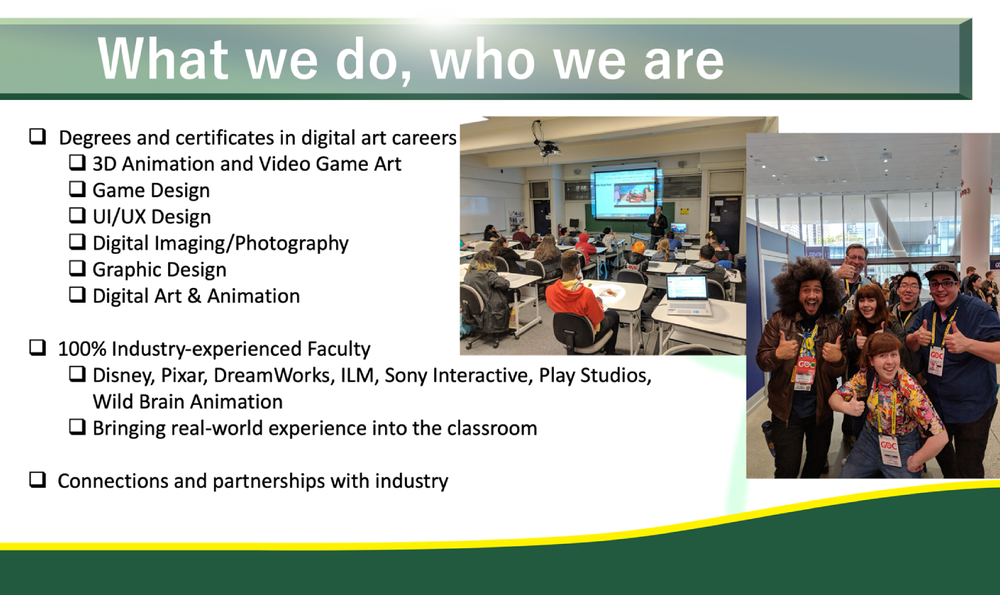 What we do, who we are
Degrees and certificates in digital art careers
3D Animation and Video Game Art
Game Design
UI/UX Design
Digital Imaging/Photography
Graphic Design
Digital Art & Animation
100% Industry-experienced Faculty
Disney, Pixar, DreamWorks, ILM, Sony Interactive, Play Studios,
Wild Brain Animation
Bringing real-world experience into the classroom
Connections and partnerships with industry
VANS
GDC
GDC
GDC